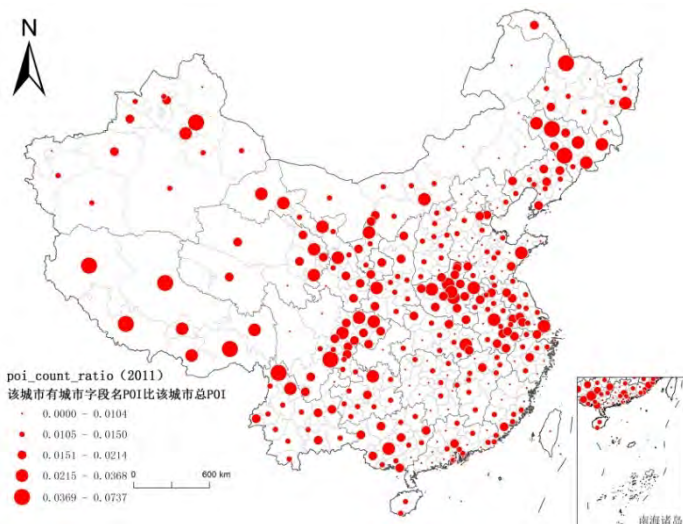 N
poi_count_ratio（2011）
该城市有城市字段名POI比该城市总POI
0.0000 - 0.0104
0.0105 - 0.0150
0.0151 - 0.0214
0.0215 - 0.0368
0.0369 - 0.0737
0
600 km
南海诸岛